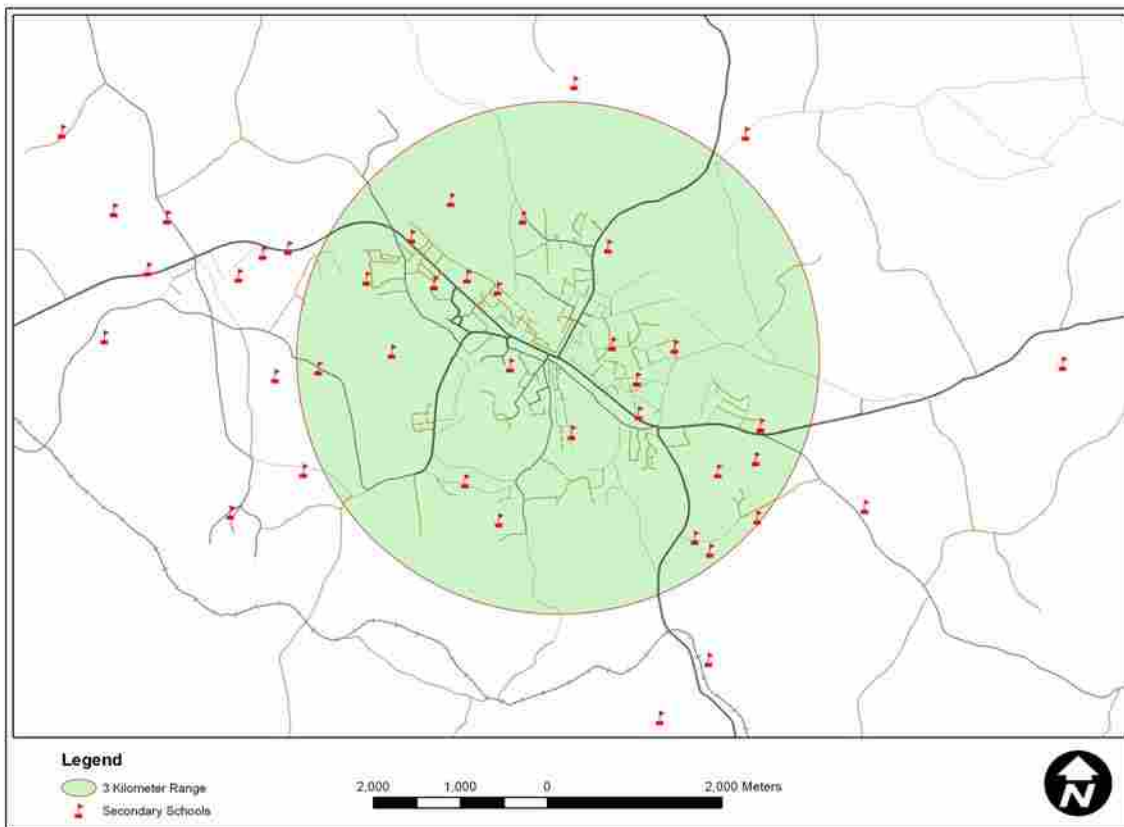 Legend
3 Kilometer Range
Secondary Schools
2,000 1,000 0 2,000 Meters
N